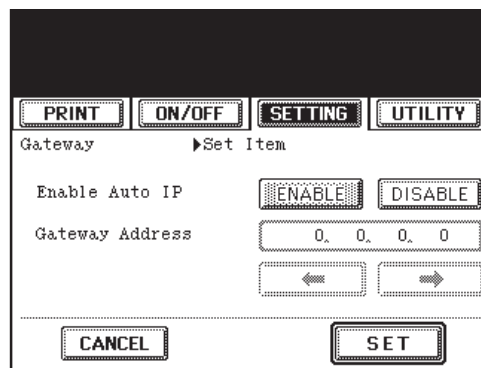 PRINT ON/OFF SETTING UTILITY
Gateway ▶Set Item
Enable Auto IP ENABLE DISABLE
Gateway Address 0. 0. 0. 0
CANCEL SET